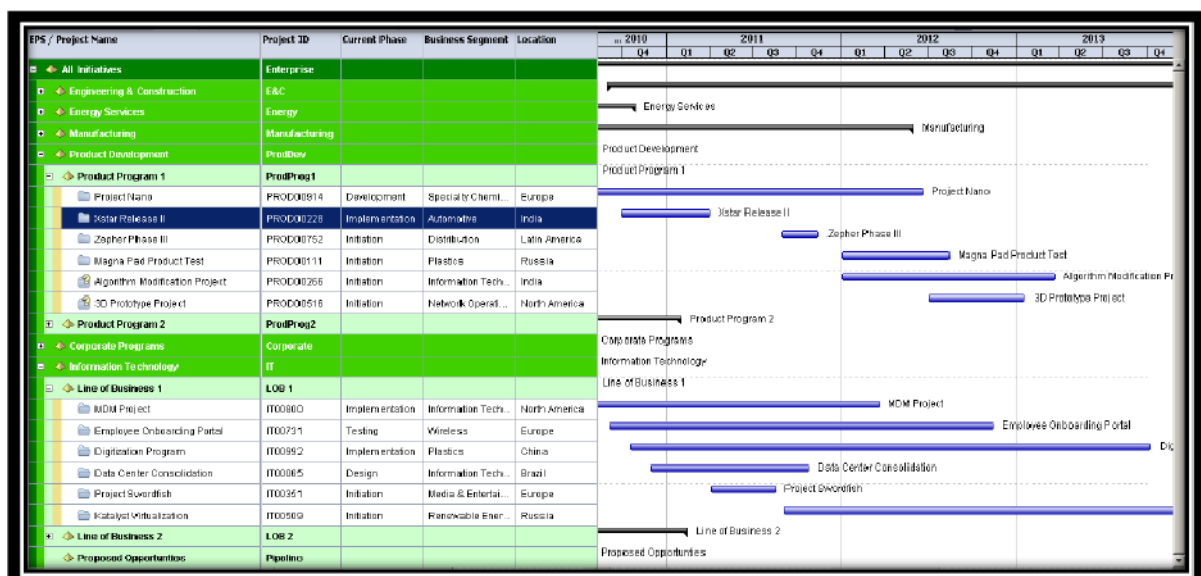 EPS / Project Name Project ID Current Phase Business Segment Location ... 2010 2011 2012 2013
Q4 Q1 Q2 Q3 Q4 Q1 Q2 Q3 Q4 Q1 Q2 Q3 Q4
All Initiatives Enterprise
Engineering & Construction E&C
Energy Services Energy Energy Services
Manufacturing Manufacturing Manufacturing
Product Development ProdDev Product Development
Product Program 1 ProdProg1 Product Program 1
Project Nano PROD00914 Development Specialty Chemi... Europe Project Nano
Xstar Release II PROD00228 Implementation Automotive India Xstar Release II
Zepher Phase III PROD00752 Initiation Distribution Latin America Zepher Phase III
Magna Pad Product Test PROD00111 Initiation Plastics Russia Magna Pad Product Test
Algorithm Modification Project PROD00266 Initiation Information Tech... India Algorithm Modification Pr
3D Prototype Project PROD00516 Initiation Network Operati... North America 3D Prototype Project
Product Program 2 ProdProg2 Product Program 2
Corporate Programs Corporate Corporate Programs
Information Technology IT Information Technology
Line of Business 1 LOB 1 Line of Business 1
MDM Project Implementation Information Tech... North America MDM Project
Employee Onboarding Portal IT00731 Testing Wireless Europe Employee Onboarding Portal
Digitization Program IT00992 Implementation Plastics China Dig
Data Center Consolidation Design Information Tech... Brazil Data Center Consolidation
Project Swordfish IT00351 Initiation Media & Entertai... Europe Project Swordfish
Katalyst Virtualization IT00509 Initiation Renewable Ener... Russia
Line of Business 2 LOB 2 Line of Business 2
Proposed Opportunities Pipeline Proposed Opportunties